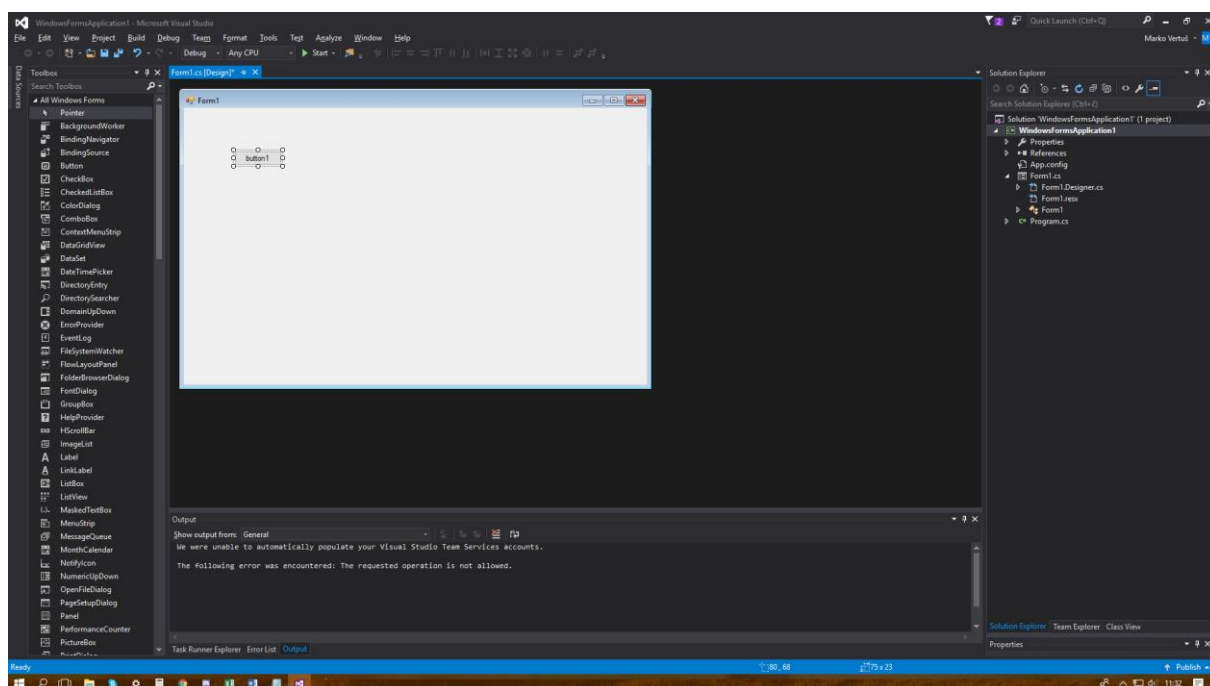 WindowsFormsApplication1 - Microsoft Visual Studio
Quick Launch (Ctrl+Q)
File Edit View Project Build Debug Team Format Tools Test Analyze Window Help
Marko Vertuš
Debug Any CPU Start
Data Sources
Toolbox
Search Toolbox
All Windows Forms
Pointer
BackgroundWorker
BindingNavigator
BindingSource
Button
CheckBox
CheckedListBox
ColorDialog
ComboBox
ContextMenuStrip
DataGridView
DataSet
DateTimePicker
DirectoryEntry
DirectorySearcher
DomainUpDown
ErrorProvider
EventLog
FileSystemWatcher
FlowLayoutPanel
FolderBrowserDialog
FontDialog
GroupBox
HelpProvider
HScrollBar
ImageList
Label
LinkLabel
ListBox
ListView
MaskedTextBox
MenuStrip
MessageQueue
MonthCalendar
NotifyIcon
NumericUpDown
OpenFileDialog
PageSetupDialog
Panel
PerformanceCounter
PictureBox
Form1.cs [Design]*
Form1
button1
Output
Show output from: General
We were unable to automatically populate your Visual Studio Team Services accounts.
The following error was encountered: The requested operation is not allowed.
Task Runner Explorer Error List Output
Solution Explorer
Search Solution Explorer (Ctrl+č)
Solution 'WindowsFormsApplication1' (1 project)
WindowsFormsApplication1
Properties
References
App.config
Form1.cs
Form1.Designer.cs
Form1.resx
Form1
Program.cs
Solution Explorer Team Explorer Class View
Properties
Ready
80 , 68
75 x 23
Publish
11:32